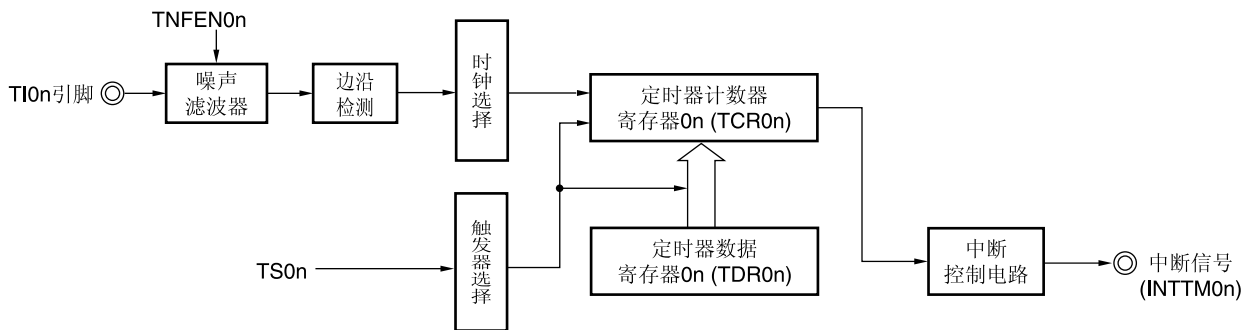 TNFEN0n
TI0n引脚
噪声
滤波器
边沿
检测
时钟选择
定时器计数器
寄存器0n (TCR0n)
TS0n
触发器选择
定时器数据
寄存器0n (TDR0n)
中断
控制电路
中断信号
(INTTM0n)